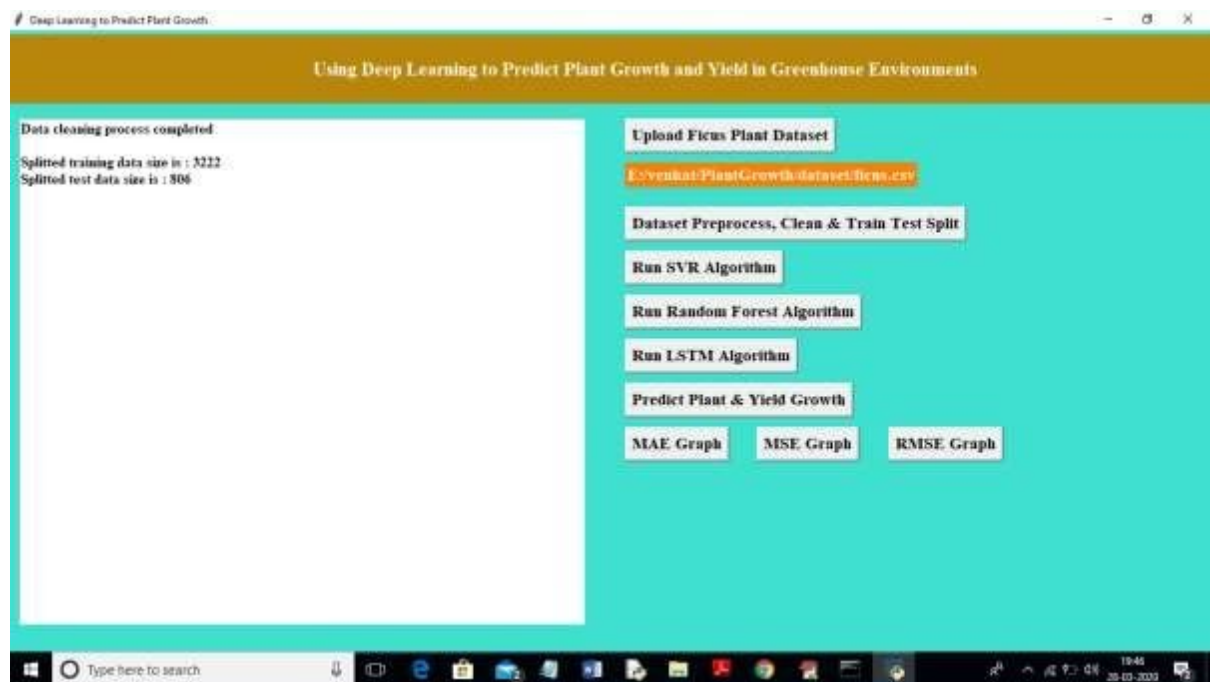 Deep Learning to Predict Plant Growth
Using Deep Learning to Predict Plant Growth and Yield in Greenhouse Environments
Data cleaning process completed
Splitted training data size is : 3222
Splitted test data size is : 806
Upload Ficus Plant Dataset
E:/venkat/PlantGrowth/dataset/ficus.csv
Dataset Preprocess, Clean & Train Test Split
Run SVR Algorithm
Run Random Forest Algorithm
Run LSTM Algorithm
Predict Plant & Yield Growth
MAE Graph MSE Graph RMSE Graph
Type here to search
19:46
20-03-2020